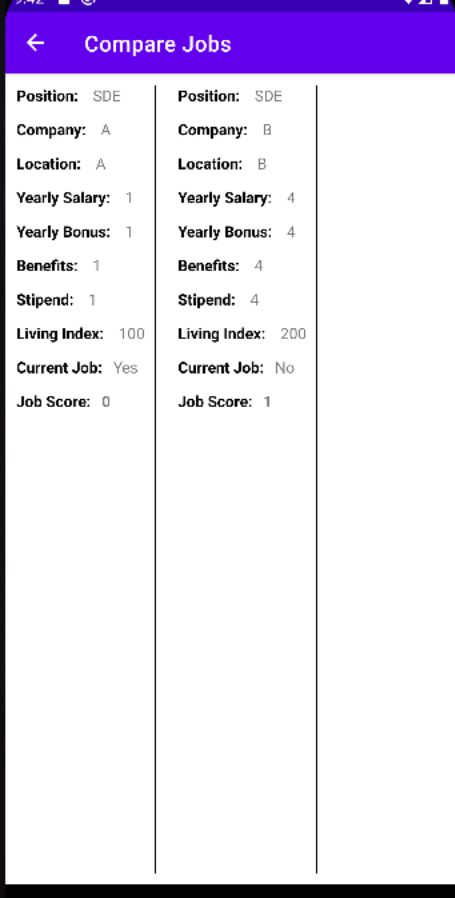 9:42
Compare Jobs
Position: SDE
Company: A
Location: A
Yearly Salary: 1
Yearly Bonus: 1
Benefits: 1
Stipend: 1
Living Index: 100
Current Job: Yes
Job Score: 0
Position: SDE
Company: B
Location: B
Yearly Salary: 4
Yearly Bonus: 4
Benefits: 4
Stipend: 4
Living Index: 200
Current Job: No
Job Score: 1